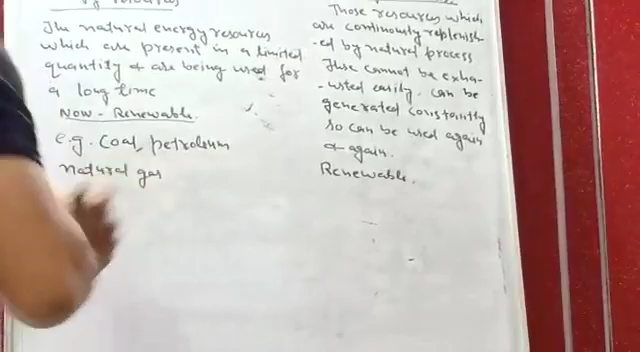 The natural energy resources
which are present in a limited
quantity & are being used for
a long time
Non-Renewable.
e.g. Coal, petroleum
natural gas
Those resources which
are continously replenish
-ed by natural process
These cannot be exha-
-usted easily. can be
generated constaintly
so can be used again
& again.
Renewable.